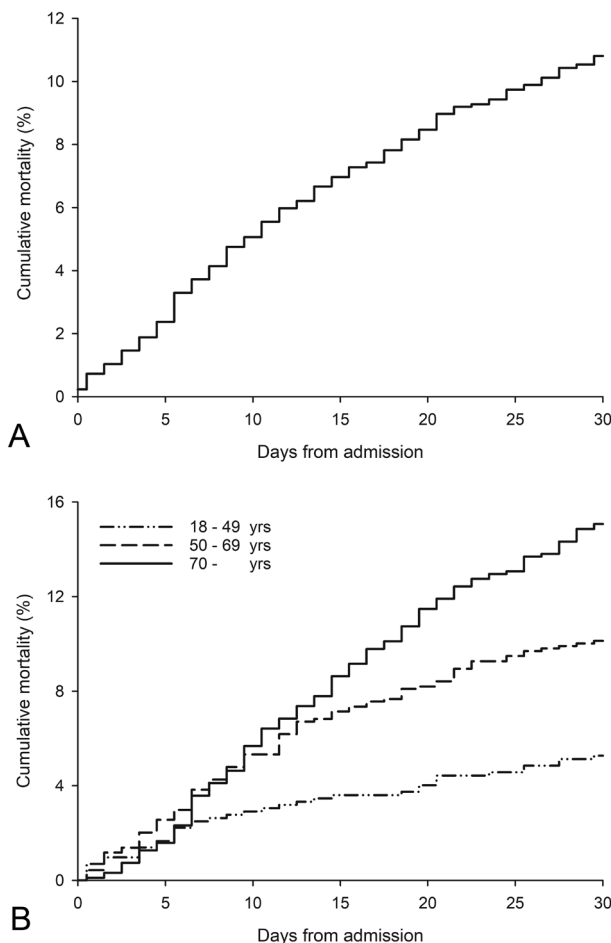 12
10
8
6
4
2
0
Cumulative mortality (%)
0 5 10 15 20 25 30
Days from admission
A
16
12
8
4
0
Cumulative mortality (%)
18 - 49 yrs
50 - 69 yrs
70 - yrs
0 5 10 15 20 25 30
Days from admission
B